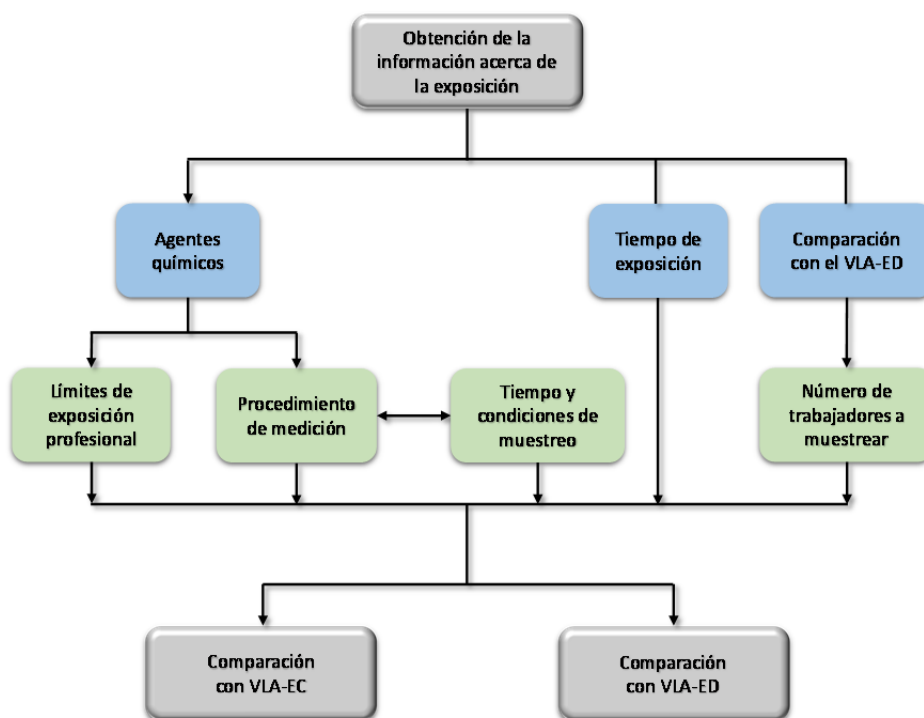 Obtención de la
información acerca de
la exposición
Agentes
químicos
Tiempo de
exposición
Comparación
con el VLA-ED
Límites de
exposición
profesional
Procedimiento
de medición
Tiempo y
condiciones de
muestreo
Número de
trabajadores a
muestrear
Comparación
con VLA-EC
Comparación
con VLA-ED